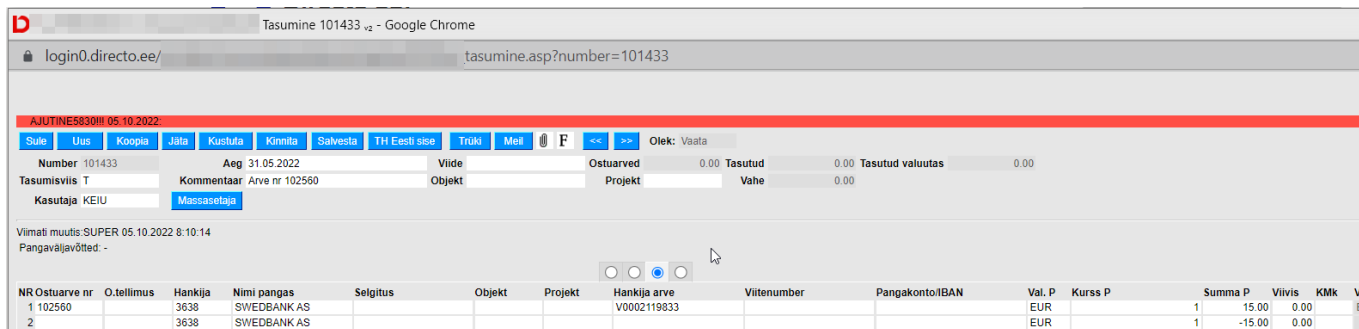 Tasumine 101433 v2 - Google Chrome
login0.directo.ee/ tasumine.asp?number=101433
AJUTINE5830!!! 05.10.2022:
Sule Uus Koopia Jäta Kustuta Kinnita Salvesta TH Eesti sise Trüki Meil F << >> Olek: Vaata
Number 101433 Aeg 31.05.2022 Viide Ostuarved 0.00 Tasutud 0.00 Tasutud valuutas 0.00
Tasumisviis T Kommentaar Arve nr 102560 Objekt Projekt Vahe 0.00
Kasutaja KEIU Massasetaja
Viimati muutis:SUPER 05.10.2022 8:10:14
Pangaväljavõtted: -
NR Ostuarve nr O.tellimus Hankija Nimi pangas Selgitus Objekt Projekt Hankija arve Viitenumber Pangakonto/IBAN Val. P Kurss P Summa P Viivis KMk
1 102560 3638 SWEDBANK AS V0002119833 EUR 1 15.00 0.00
2 3638 SWEDBANK AS EUR 1 -15.00 0.00